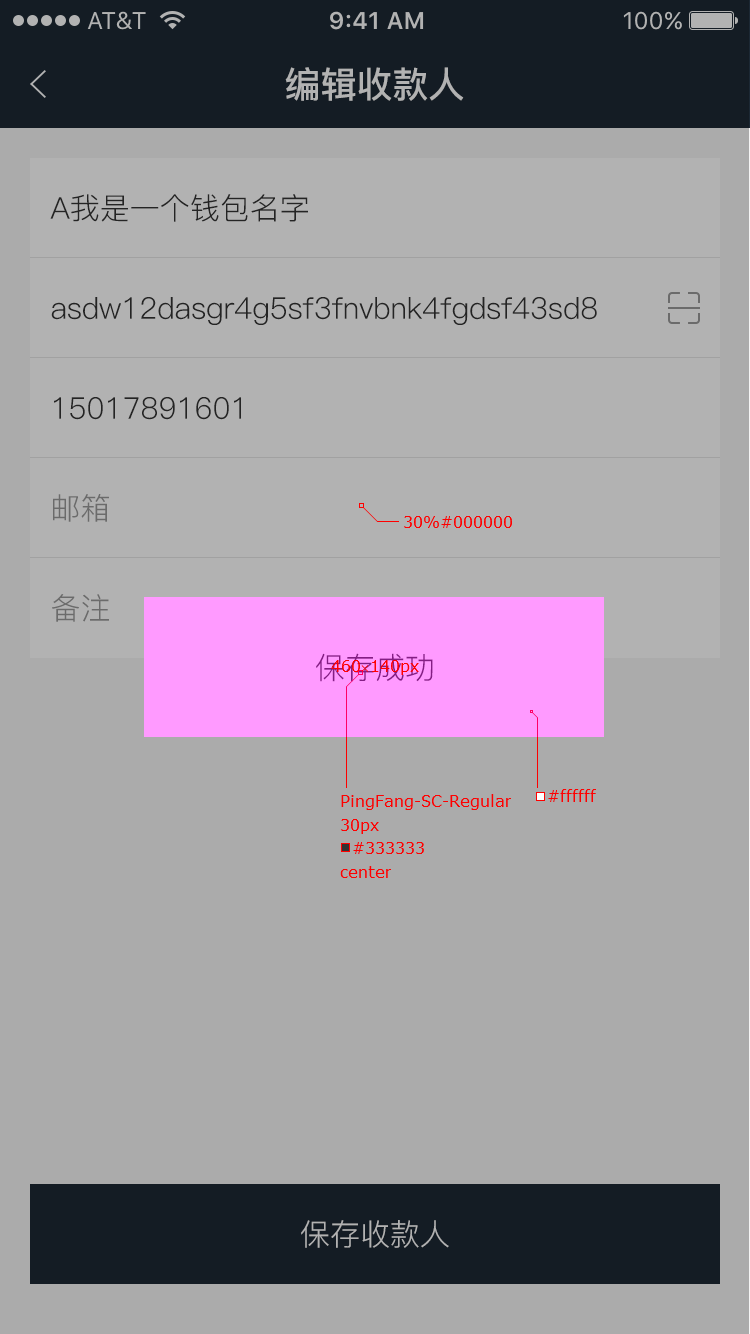 AT&T 9:41 AM 100%
编辑收款人
A我是一个钱包名字
asdw12dasgr4g5sf3fnvbnk4fgdsf43sd8
15017891601
邮箱
30%#000000
备注
保存成功
460x140px
PingFang-SC-Regular
#ffffff
30px
#333333
center
保存收款人